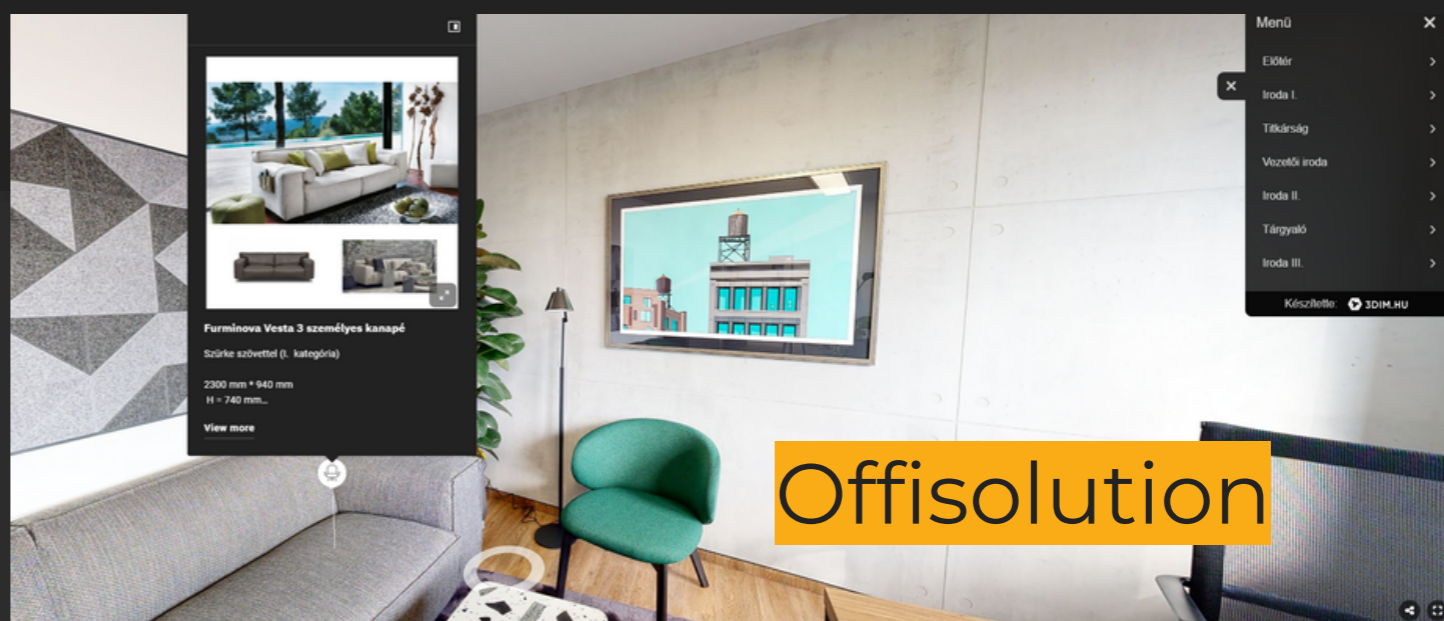 Furminova Vesta 3 személyes kanapé
Szürke szövettel (I. kategória)
2300 mm * 940 mm
H = 740 mm...
View more
Menü
Előtér
Iroda I.
Titkárság
Vezetői iroda
Iroda II.
Tárgyaló
Iroda III.
Készítette: 3DIM.HU
Offisolution